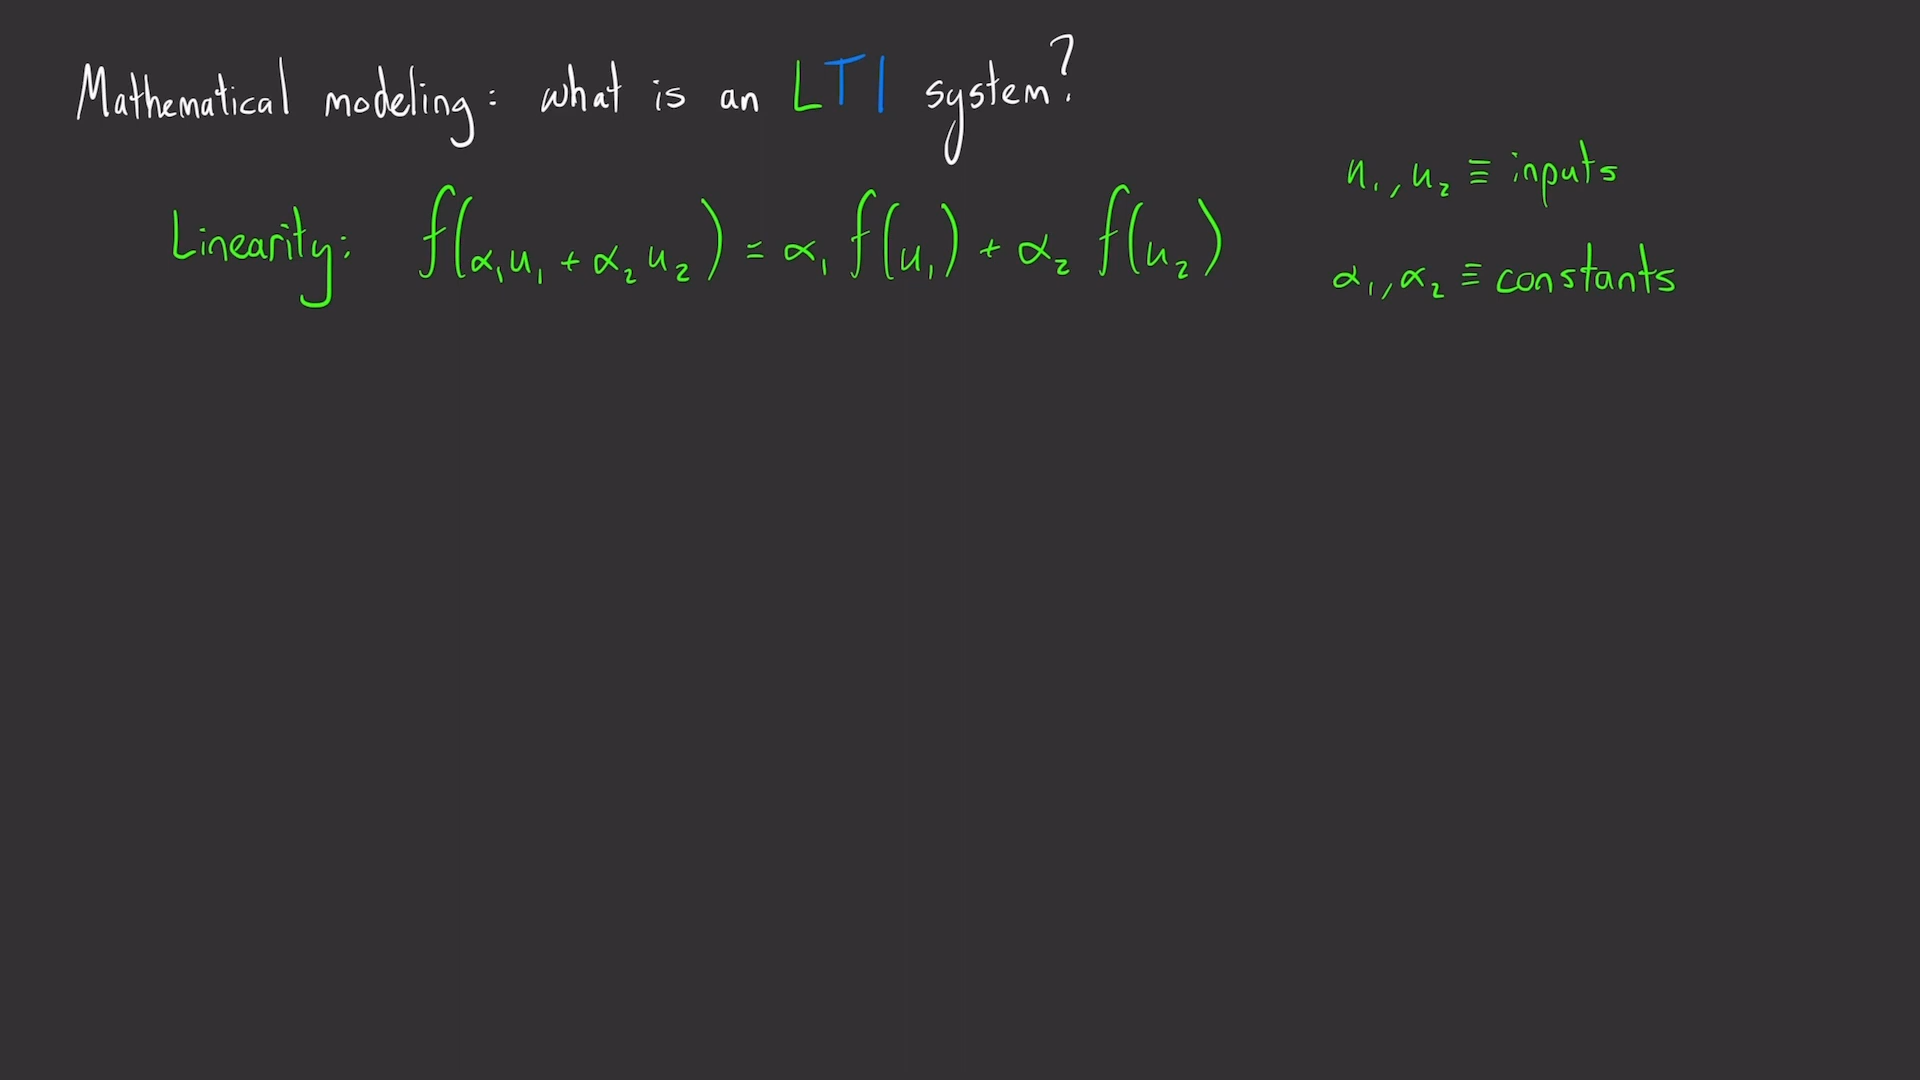 Mathematical modeling: what is an LTI system?
u₁, u₂ ≡ inputs
Linearity: f(α₁u₁ + α₂u₂) = α₁ f(u₁) + α₂ f(u₂)
α₁, α₂ ≡ constants